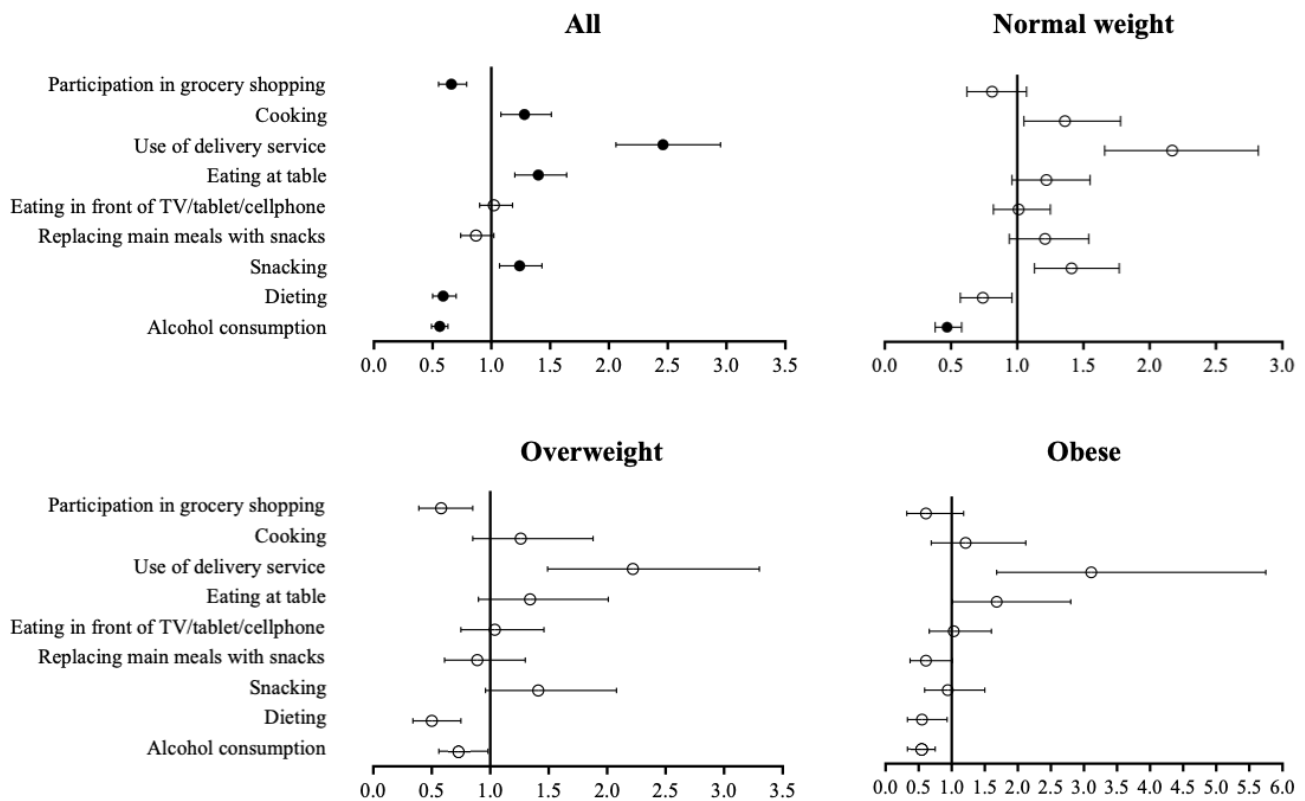 All
Normal weight
Participation in grocery shopping
Cooking
Use of delivery service
Eating at table
Eating in front of TV/tablet/cellphone
Replacing main meals with snacks
Snacking
Dieting
Alcohol consumption
0.0 0.5 1.0 1.5 2.0 2.5 3.0 3.5
0.0 0.5 1.0 1.5 2.0 2.5 3.0
Overweight
Obese
Participation in grocery shopping
Cooking
Use of delivery service
Eating at table
Eating in front of TV/tablet/cellphone
Replacing main meals with snacks
Snacking
Dieting
Alcohol consumption
0.0 0.5 1.0 1.5 2.0 2.5 3.0 3.5
0.0 0.5 1.0 1.5 2.0 2.5 3.0 3.5 4.0 4.5 5.0 5.5 6.0